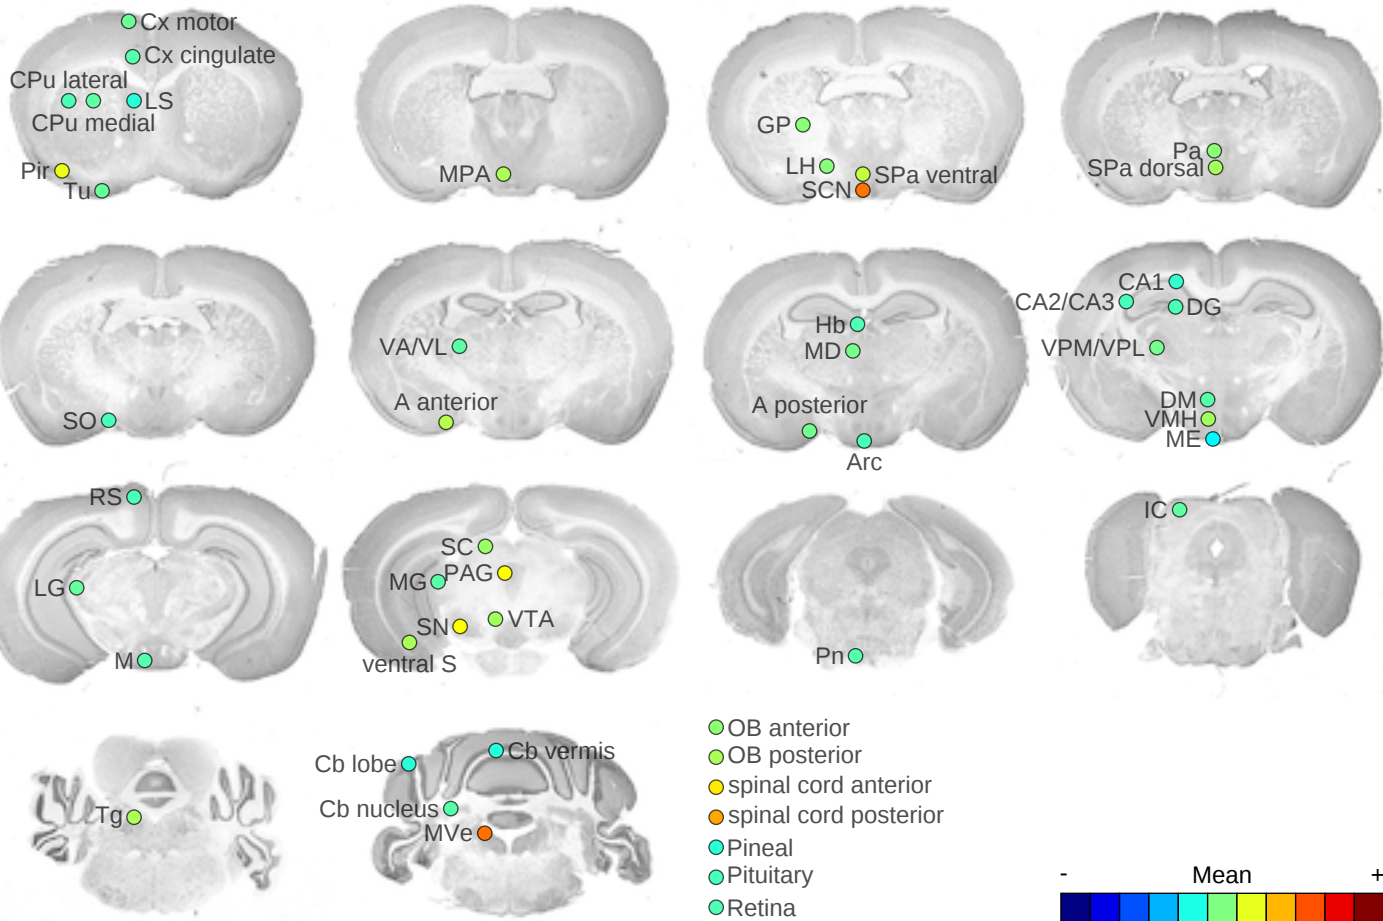 Cx motor
Cx cingulate
CPu lateral
LS
CPu medial
Pir
Tu
MPA
GP
LH
SPa ventral
SCN
Pa
SPa dorsal
SO
VA/VL
A anterior
Hb
MD
A posterior
Arc
CA1
CA2/CA3
DG
VPM/VPL
DM
VMH
ME
RS
LG
M
SC
PAG
MG
SN
VTA
ventral S
Pn
IC
Tg
Cb lobe
Cb vermis
Cb nucleus
MVe
OB anterior
OB posterior
spinal cord anterior
spinal cord posterior
Pineal
Pituitary
Retina
- Mean +